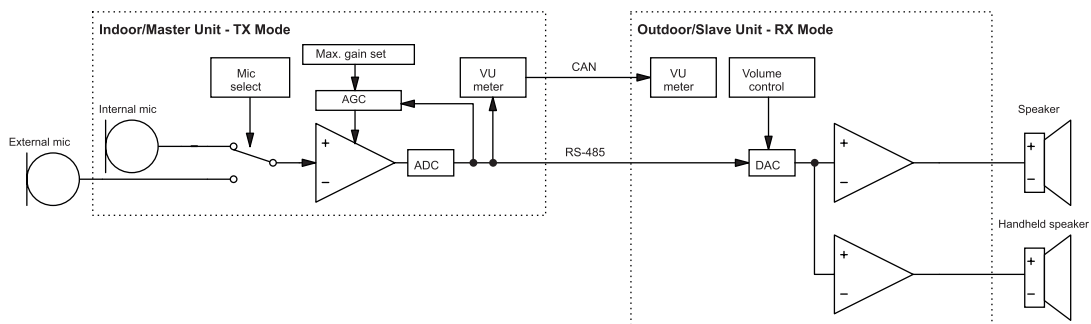 Indoor/Master Unit - TX Mode
Outdoor/Slave Unit - RX Mode
Max. gain set
Mic
select
AGC
VU
meter
CAN
VU
meter
Volume
control
Internal mic
External mic
+
−
ADC
RS-485
DAC
+
−
Speaker
+
−
Handheld speaker
+
−
+
−